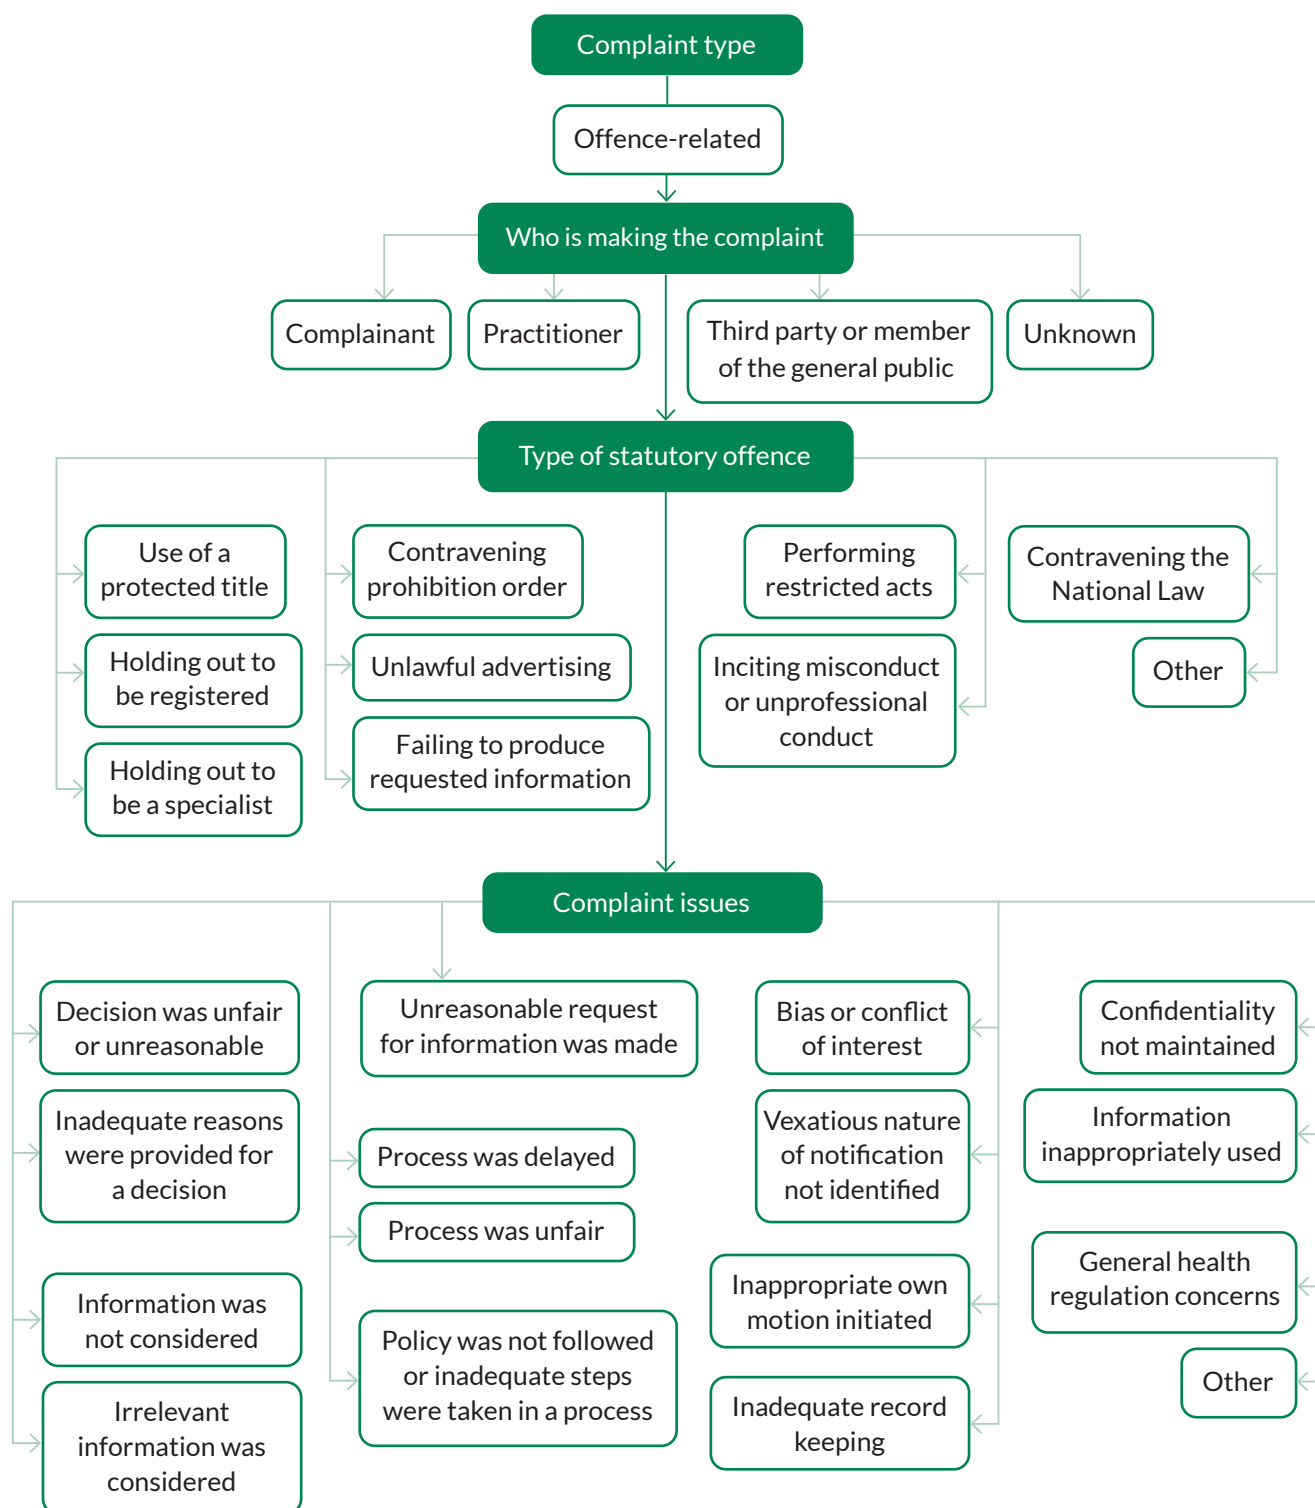 Complaint type
Offence-related
Who is making the complaint
Complainant
Practitioner
Third party or member
of the general public
Unknown
Type of statutory offence
Use of a
protected title
Holding out to
be registered
Holding out to
be a specialist
Contravening
prohibition order
Unlawful advertising
Failing to produce
requested information
Performing
restricted acts
Inciting misconduct
or unprofessional
conduct
Contravening the
National Law
Other
Complaint issues
Decision was unfair
or unreasonable
Inadequate reasons
were provided for
a decision
Information was
not considered
Irrelevant
information was
considered
Unreasonable request
for information was made
Process was delayed
Process was unfair
Policy was not followed
or inadequate steps
were taken in a process
Bias or conflict
of interest
Vexatious nature
of notification
not identified
Inappropriate own
motion initiated
Inadequate record
keeping
Confidentiality
not maintained
Information
inappropriately used
General health
regulation concerns
Other